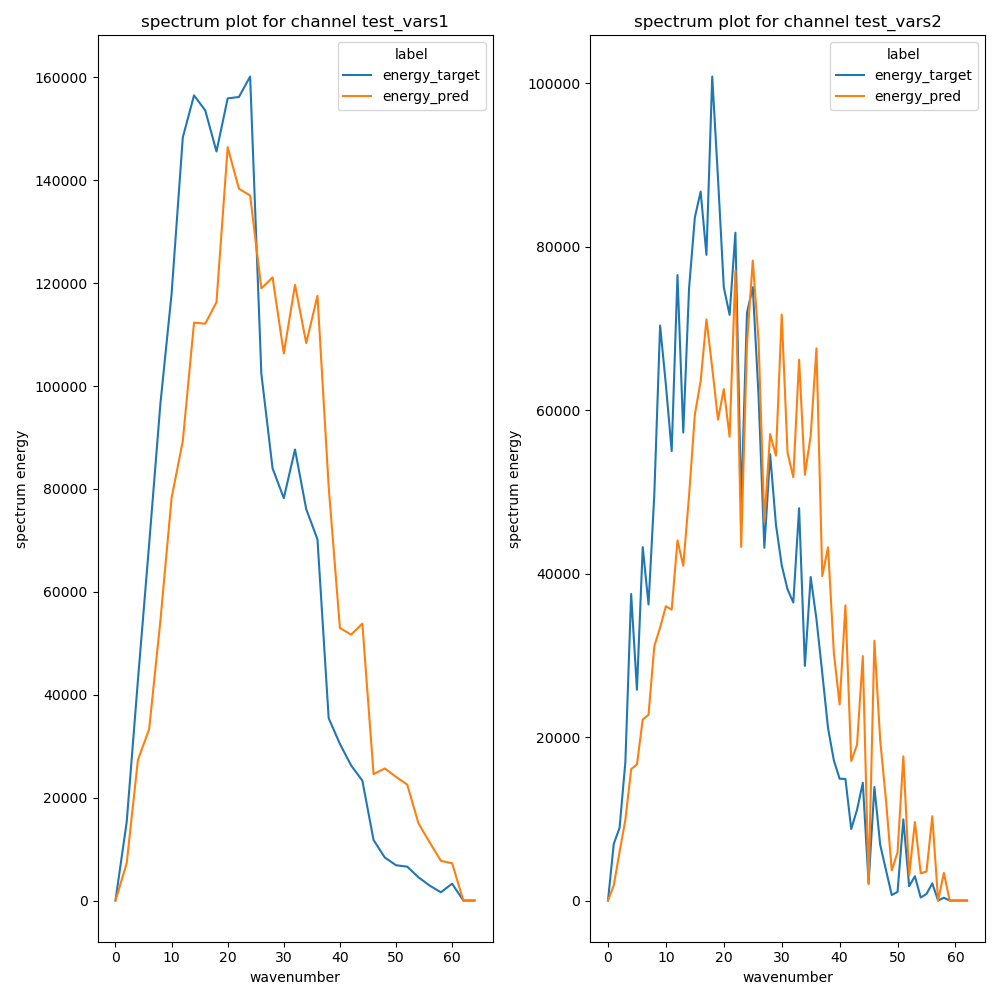 spectrum plot for channel test_vars1
label
energy_target
energy_pred
160000
140000
120000
100000
80000
60000
40000
20000
0
spectrum energy
0 10 20 30 40 50 60
wavenumber
spectrum plot for channel test_vars2
label
energy_target
energy_pred
100000
80000
60000
40000
20000
0
spectrum energy
0 10 20 30 40 50 60
wavenumber